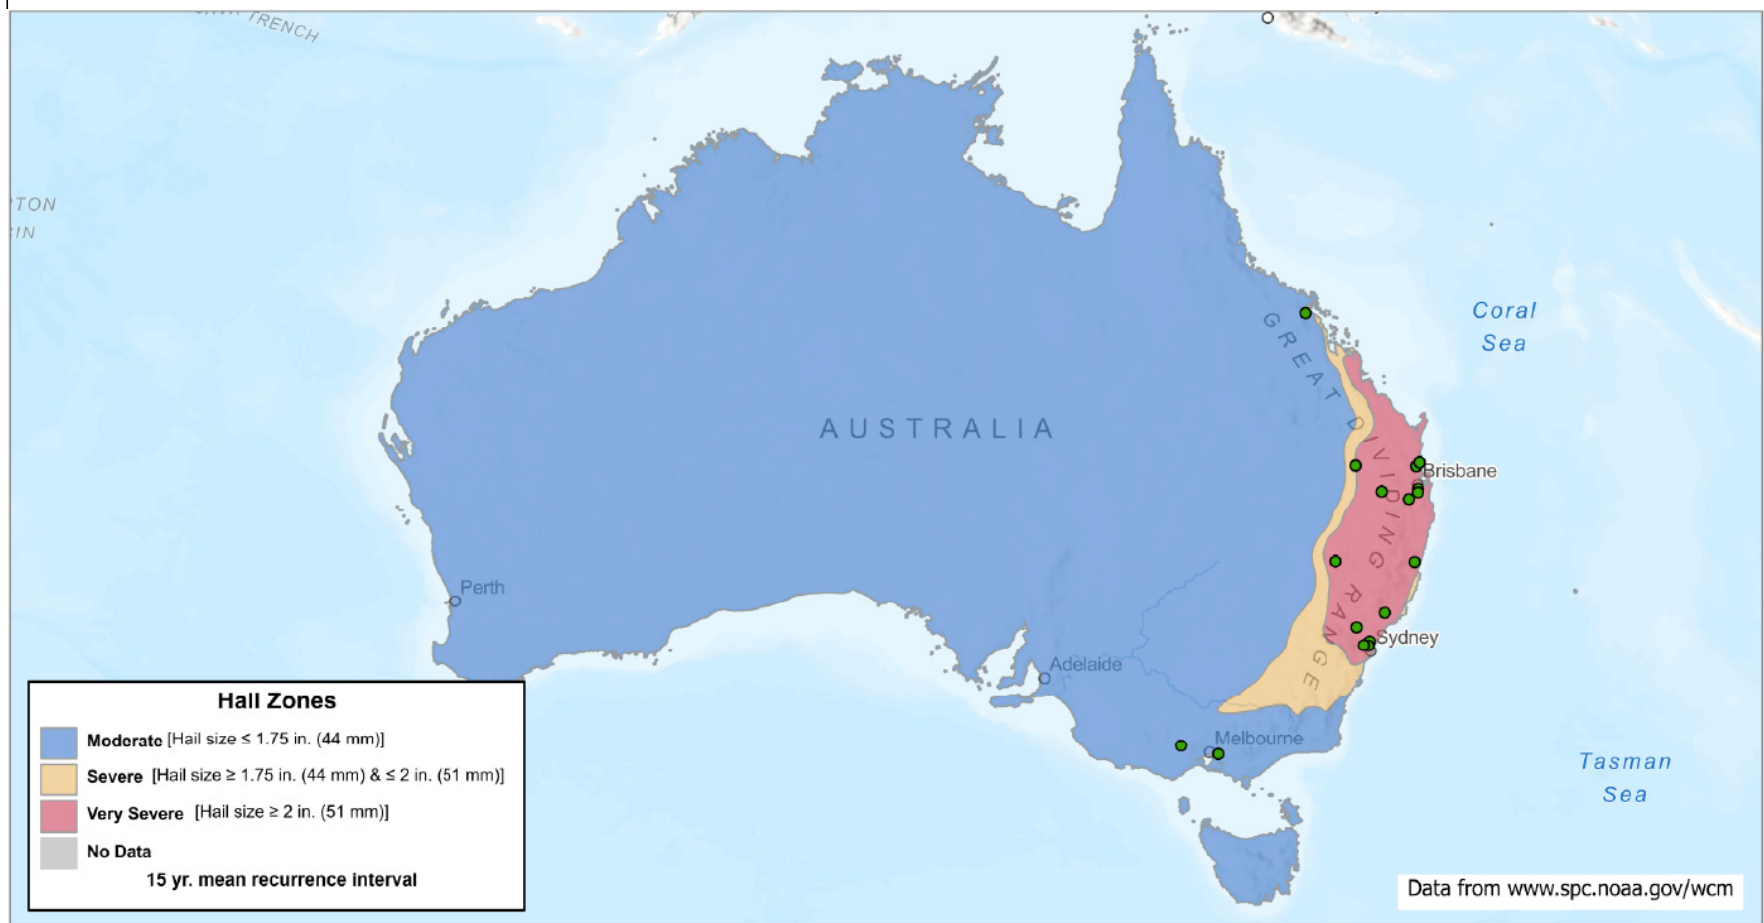 TRENCH
TON
IN
Coral
Sea
GREAT DIVIDING RANGE
AUSTRALIA
Brisbane
Perth
Sydney
Adelaide
Melbourne
Tasman
Sea
Hail Zones
Moderate [Hail size ≤ 1.75 in. (44 mm)]
Severe [Hail size ≥ 1.75 in. (44 mm) & ≤ 2 in. (51 mm)]
Very Severe [Hail size ≥ 2 in. (51 mm)]
No Data
15 yr. mean recurrence interval
Data from www.spc.noaa.gov/wcm